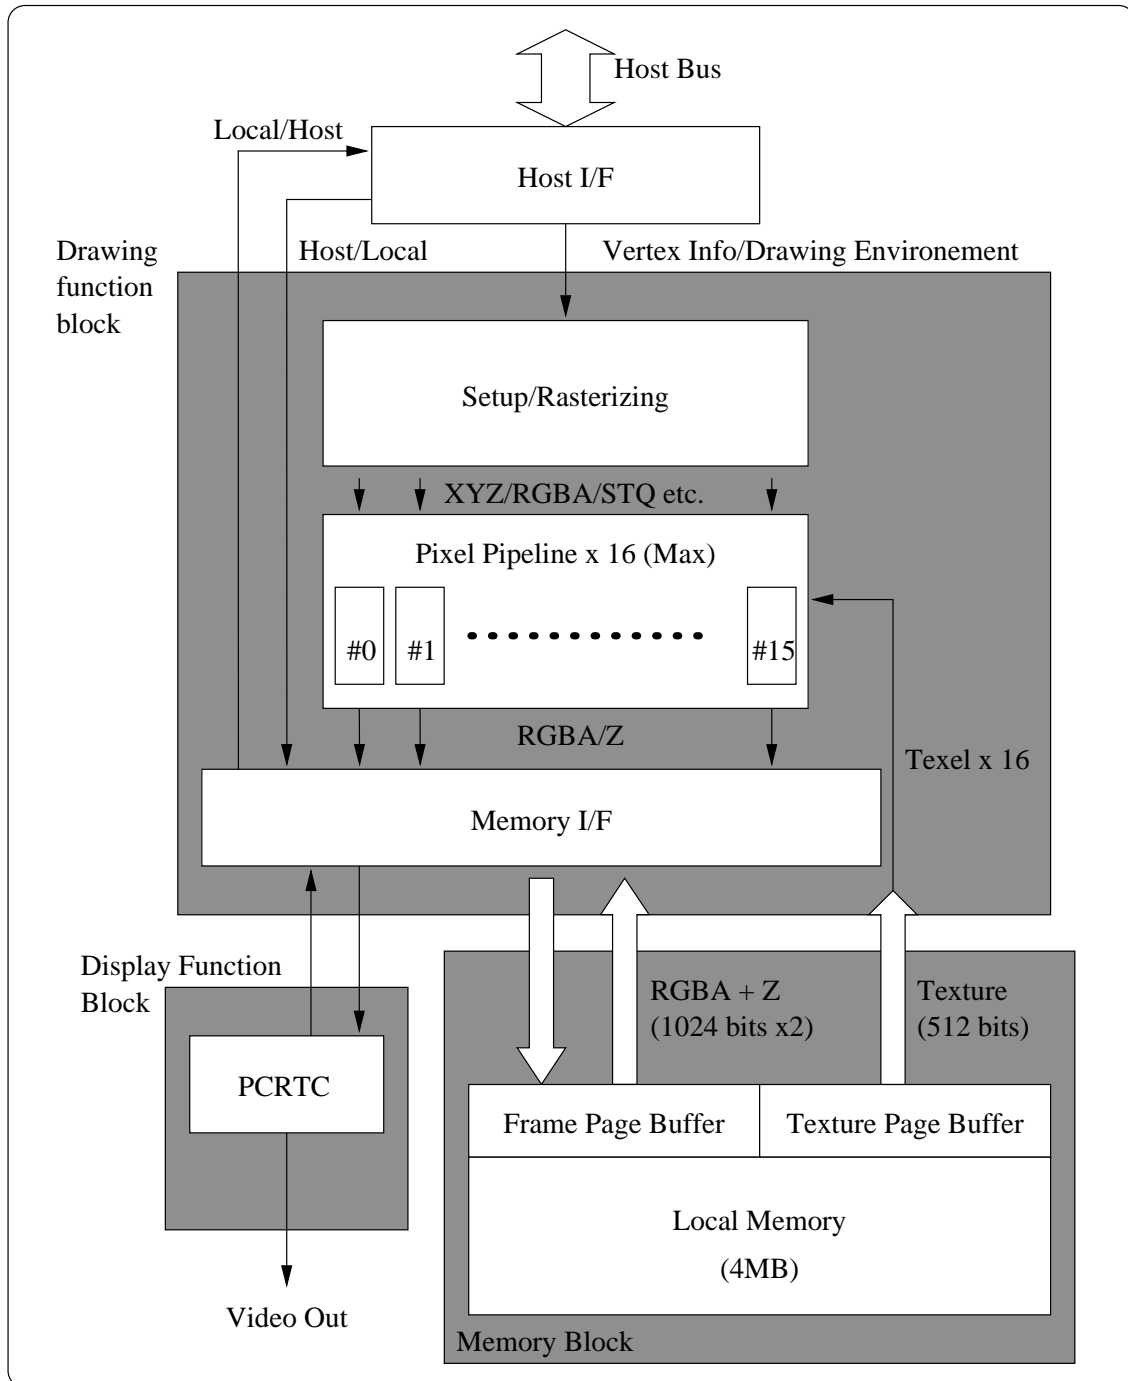 Host Bus
Local/Host
Host I/F
Drawing
function
block
Host/Local
Vertex Info/Drawing Environement
Setup/Rasterizing
XYZ/RGBA/STQ etc.
Pixel Pipeline x 16 (Max)
#0
#1
#15
RGBA/Z
Texel x 16
Memory I/F
Display Function
Block
RGBA + Z
(1024 bits x2)
Texture
(512 bits)
PCRTC
Frame Page Buffer
Texture Page Buffer
Local Memory
(4MB)
Video Out
Memory Block